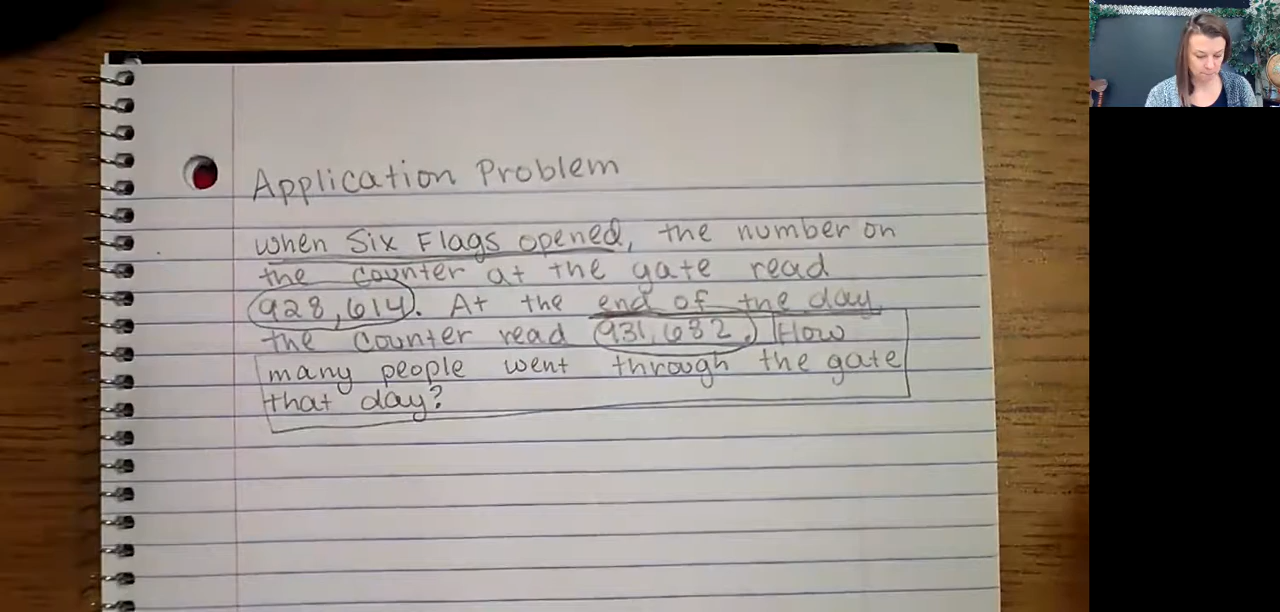 Application Problem
when Six Flags opened, the number on
the counter at the gate read
928,614. At the end of the day
the counter read 931,682. How
many people went through the gate
that day?